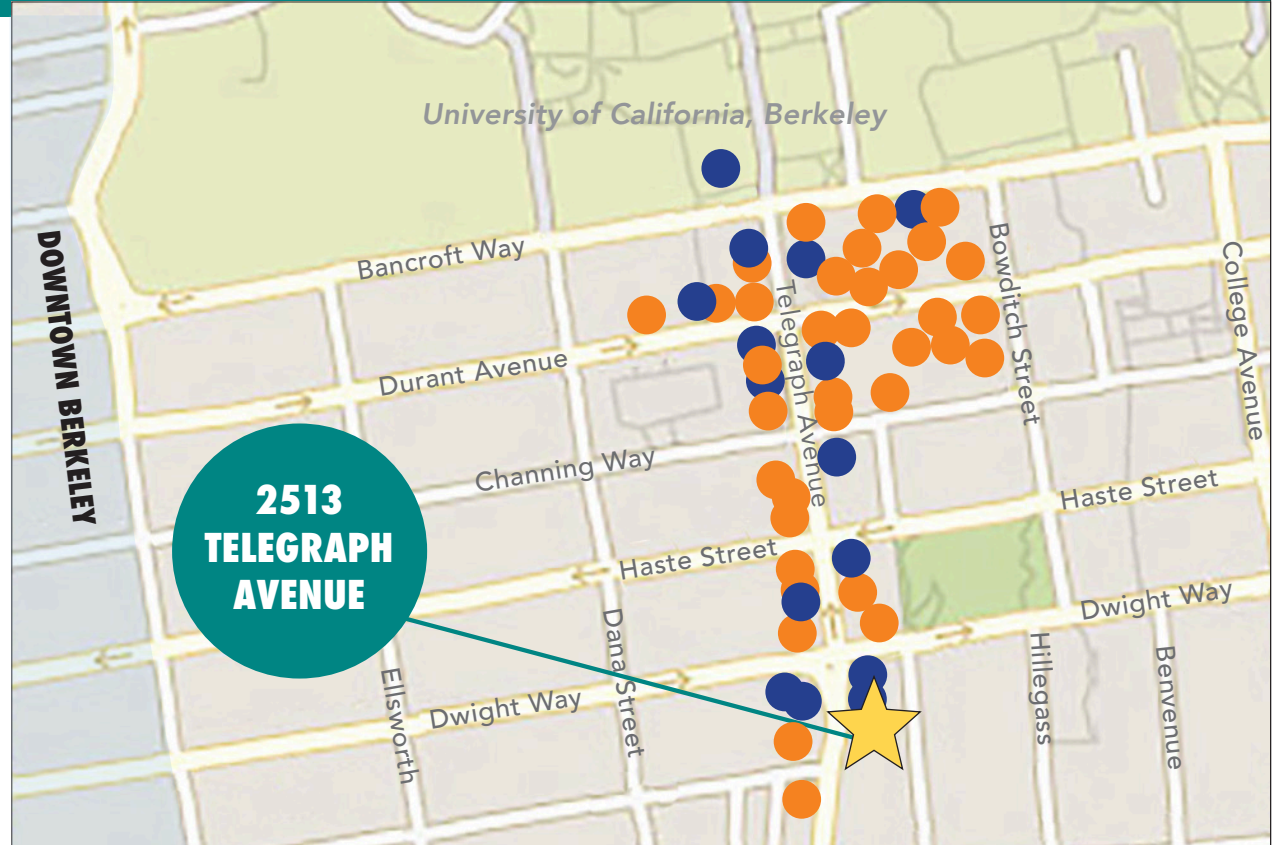 University of California, Berkeley
Bancroft Way
Bowditch Street
College Avenue
DOWNTOWN BERKELEY
Telegraph Avenue
Durant Avenue
Channing Way
2513
TELEGRAPH
AVENUE
Haste Street
Haste Street
Dwight Way
Dana Street
Hillegass
Benvenue
Ellsworth
Dwight Way